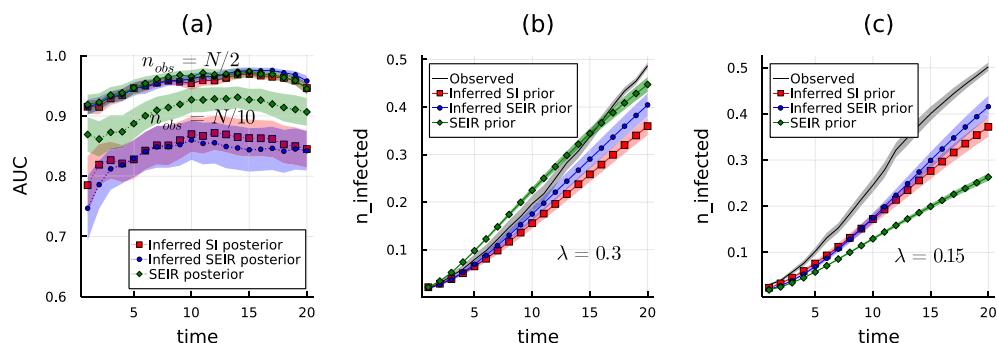 (a)
n_obs = N/2
n_obs = N/10
AUC
1.0
0.9
0.8
0.7
0.6
5
10
15
20
time
Inferred SI posterior
Inferred SEIR posterior
SEIR posterior
(b)
Observed
Inferred SI prior
Inferred SEIR prior
SEIR prior
n_infected
0.5
0.4
0.3
0.2
0.1
λ = 0.3
5
10
15
20
time
(c)
Observed
Inferred SI prior
Inferred SEIR prior
SEIR prior
n_infected
0.5
0.4
0.3
0.2
0.1
λ = 0.15
5
10
15
20
time